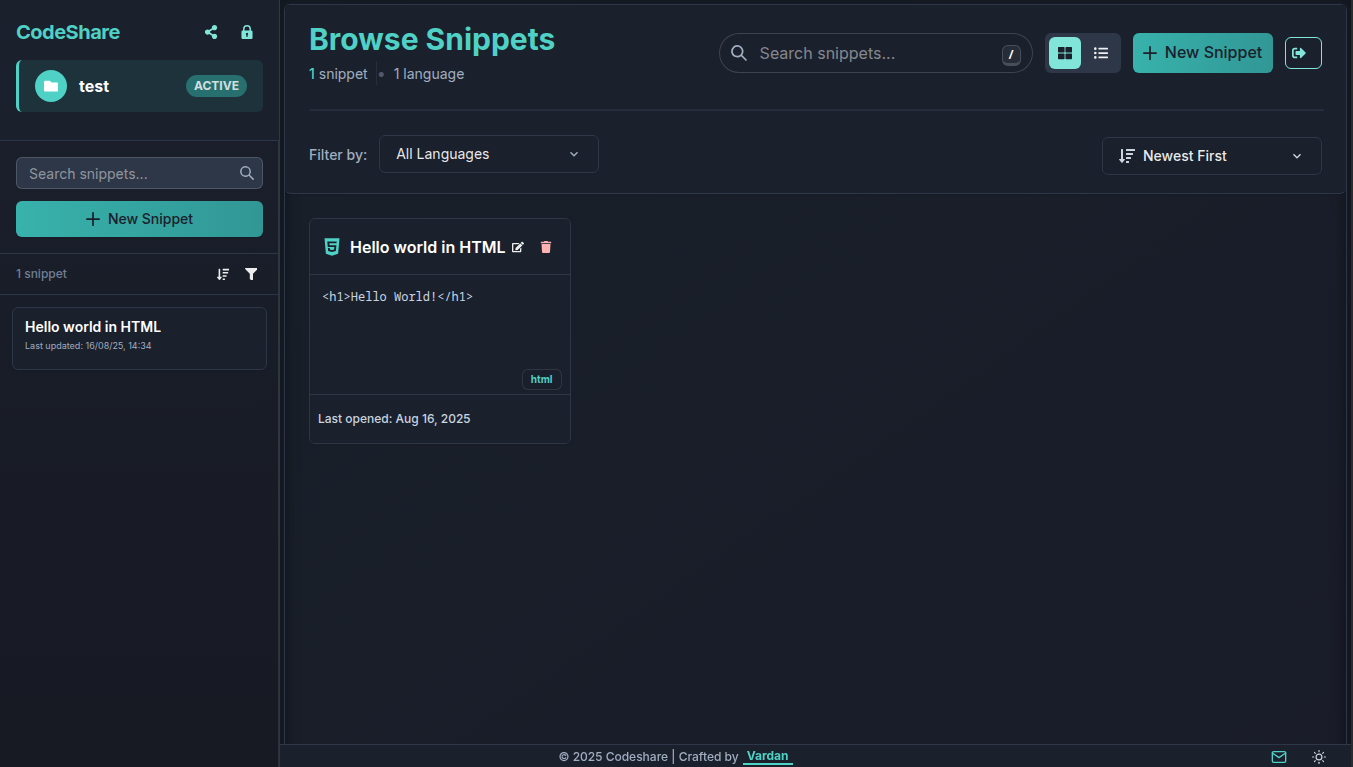 CodeShare
test
ACTIVE
Search snippets...
New Snippet
1 snippet
Hello world in HTML
Last updated: 16/08/25, 14:34
Browse Snippets
1 snippet • 1 language
Search snippets...
/
New Snippet
Filter by:
All Languages
Newest First
Hello world in HTML
<h1>Hello World!</h1>
html
Last opened: Aug 16, 2025
© 2025 Codeshare | Crafted by Vardan